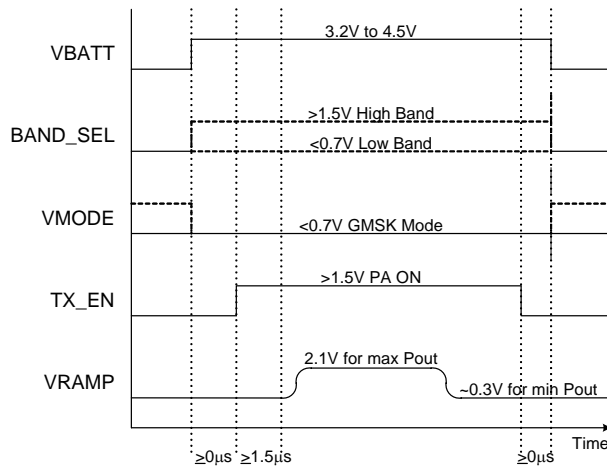 VBATT
3.2V to 4.5V
BAND_SEL
>1.5V High Band
<0.7V Low Band
VMODE
<0.7V GMSK Mode
TX_EN
>1.5V PA ON
VRAMP
2.1V for max Pout
~0.3V for min Pout
Time
≥0µs ≥1.5µs ≥0µs